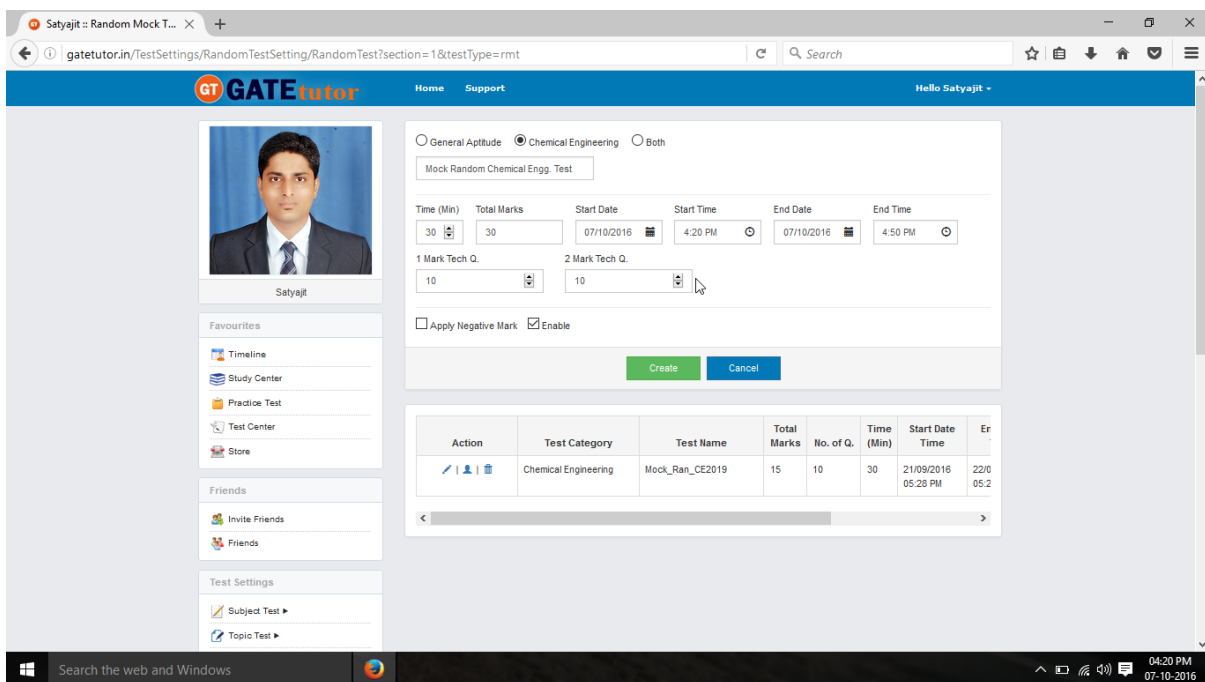 Satyajit :: Random Mock T...
gatetutor.in/TestSettings/RandomTestSetting/RandomTest?section=1&testType=rmt
Search
GT GATEtutor
Home Support
Hello Satyajit
General Aptitude Chemical Engineering Both
Mock Random Chemical Engg. Test
Time (Min) Total Marks Start Date Start Time End Date End Time
30 30 07/10/2016 4:20 PM 07/10/2016 4:50 PM
1 Mark Tech Q. 2 Mark Tech Q.
10 10
Apply Negative Mark Enable
Create Cancel
Satyajit
Favourites
Timeline
Study Center
Practice Test
Test Center
Store
Friends
Invite Friends
Friends
Test Settings
Subject Test
Topic Test
Action Test Category Test Name Total Marks No. of Q. Time (Min) Start Date Time
Chemical Engineering Mock_Ran_CE2019 15 10 30 21/09/2016 22/0
05:28 PM 05:2
Search the web and Windows
04:20 PM
07-10-2016